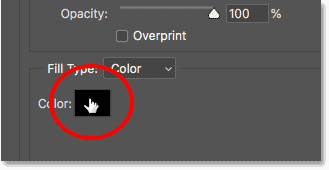 Opacity: 100 %
Overprint
Fill Type: Color
Color: